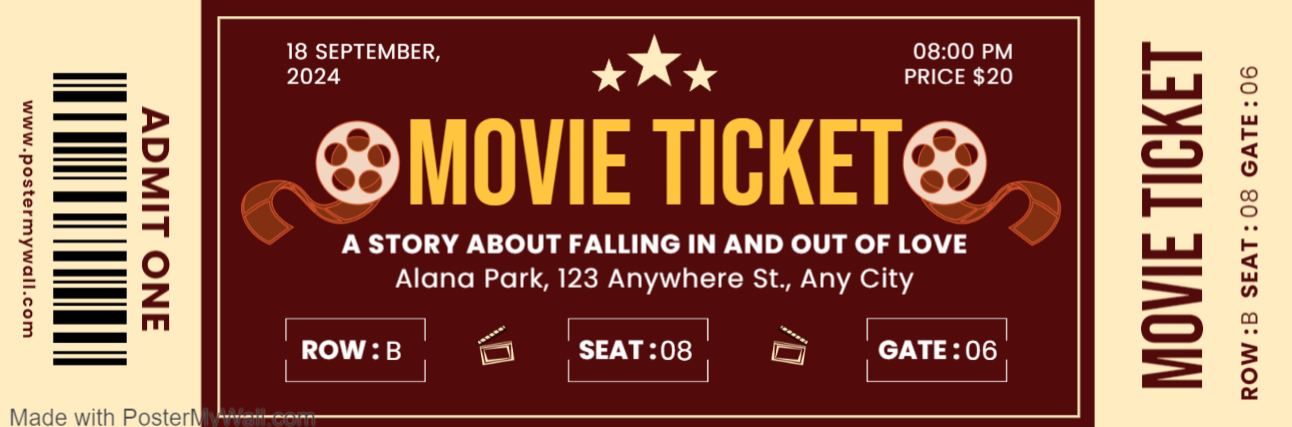 www.postermywall.com
ADMIT ONE
18 SEPTEMBER,
2024
08:00 PM
PRICE $20
MOVIE TICKET
A STORY ABOUT FALLING IN AND OUT OF LOVE
Alana Park, 123 Anywhere St., Any City
ROW : B
SEAT : 08
GATE : 06
MOVIE TICKET
ROW : B SEAT : 08 GATE : 06
Made with PosterMyWall.com